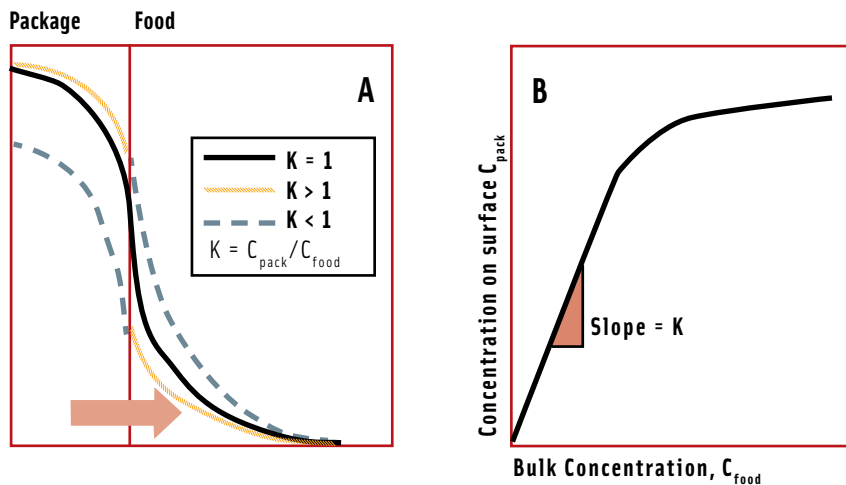 Package Food
A
K = 1
K > 1
K < 1
K = C_pack/C_food
B
Concentration on surface C_pack
Slope = K
Bulk Concentration, C_food